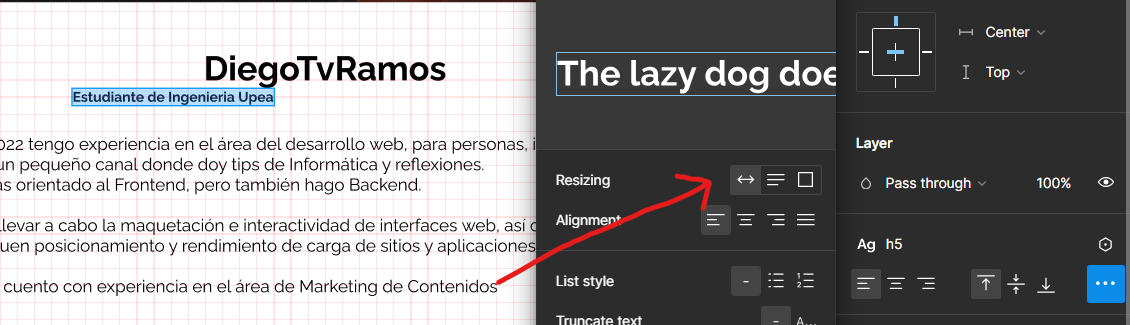 DiegoTvRamos
Estudiante de Ingenieria Upea
022 tengo experiencia en el área del desarrollo web, para personas, i
un pequeño canal donde doy tips de Informática y reflexiones.
as orientado al Frontend, pero también hago Backend.
llevar a cabo la maquetación e interactividad de interfaces web, así c
uen posicionamiento y rendimiento de carga de sitios y aplicaciones
cuento con experiencia en el área de Marketing de Contenidos
The lazy dog doe
Resizing
Alignment
List style
-
Truncate text
- A...
Center
Top
Layer
Pass through 100%
Ag h5